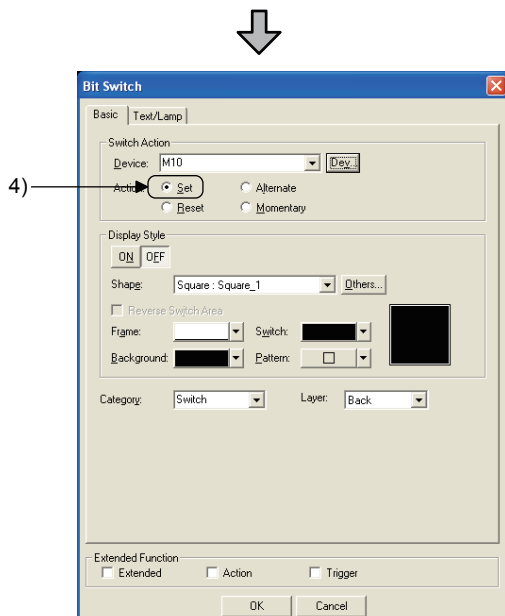 Bit Switch
Basic Text/Lamp
Switch Action
Device: M10 Dev...
4) Action: Set Alternate
Reset Momentary
Display Style
ON OFF
Shape: Square : Square_1 Others...
Reverse Switch Area
Frame: Switch:
Background: Pattern:
Category: Switch Layer: Back
Extended Function
Extended Action Trigger
OK Cancel